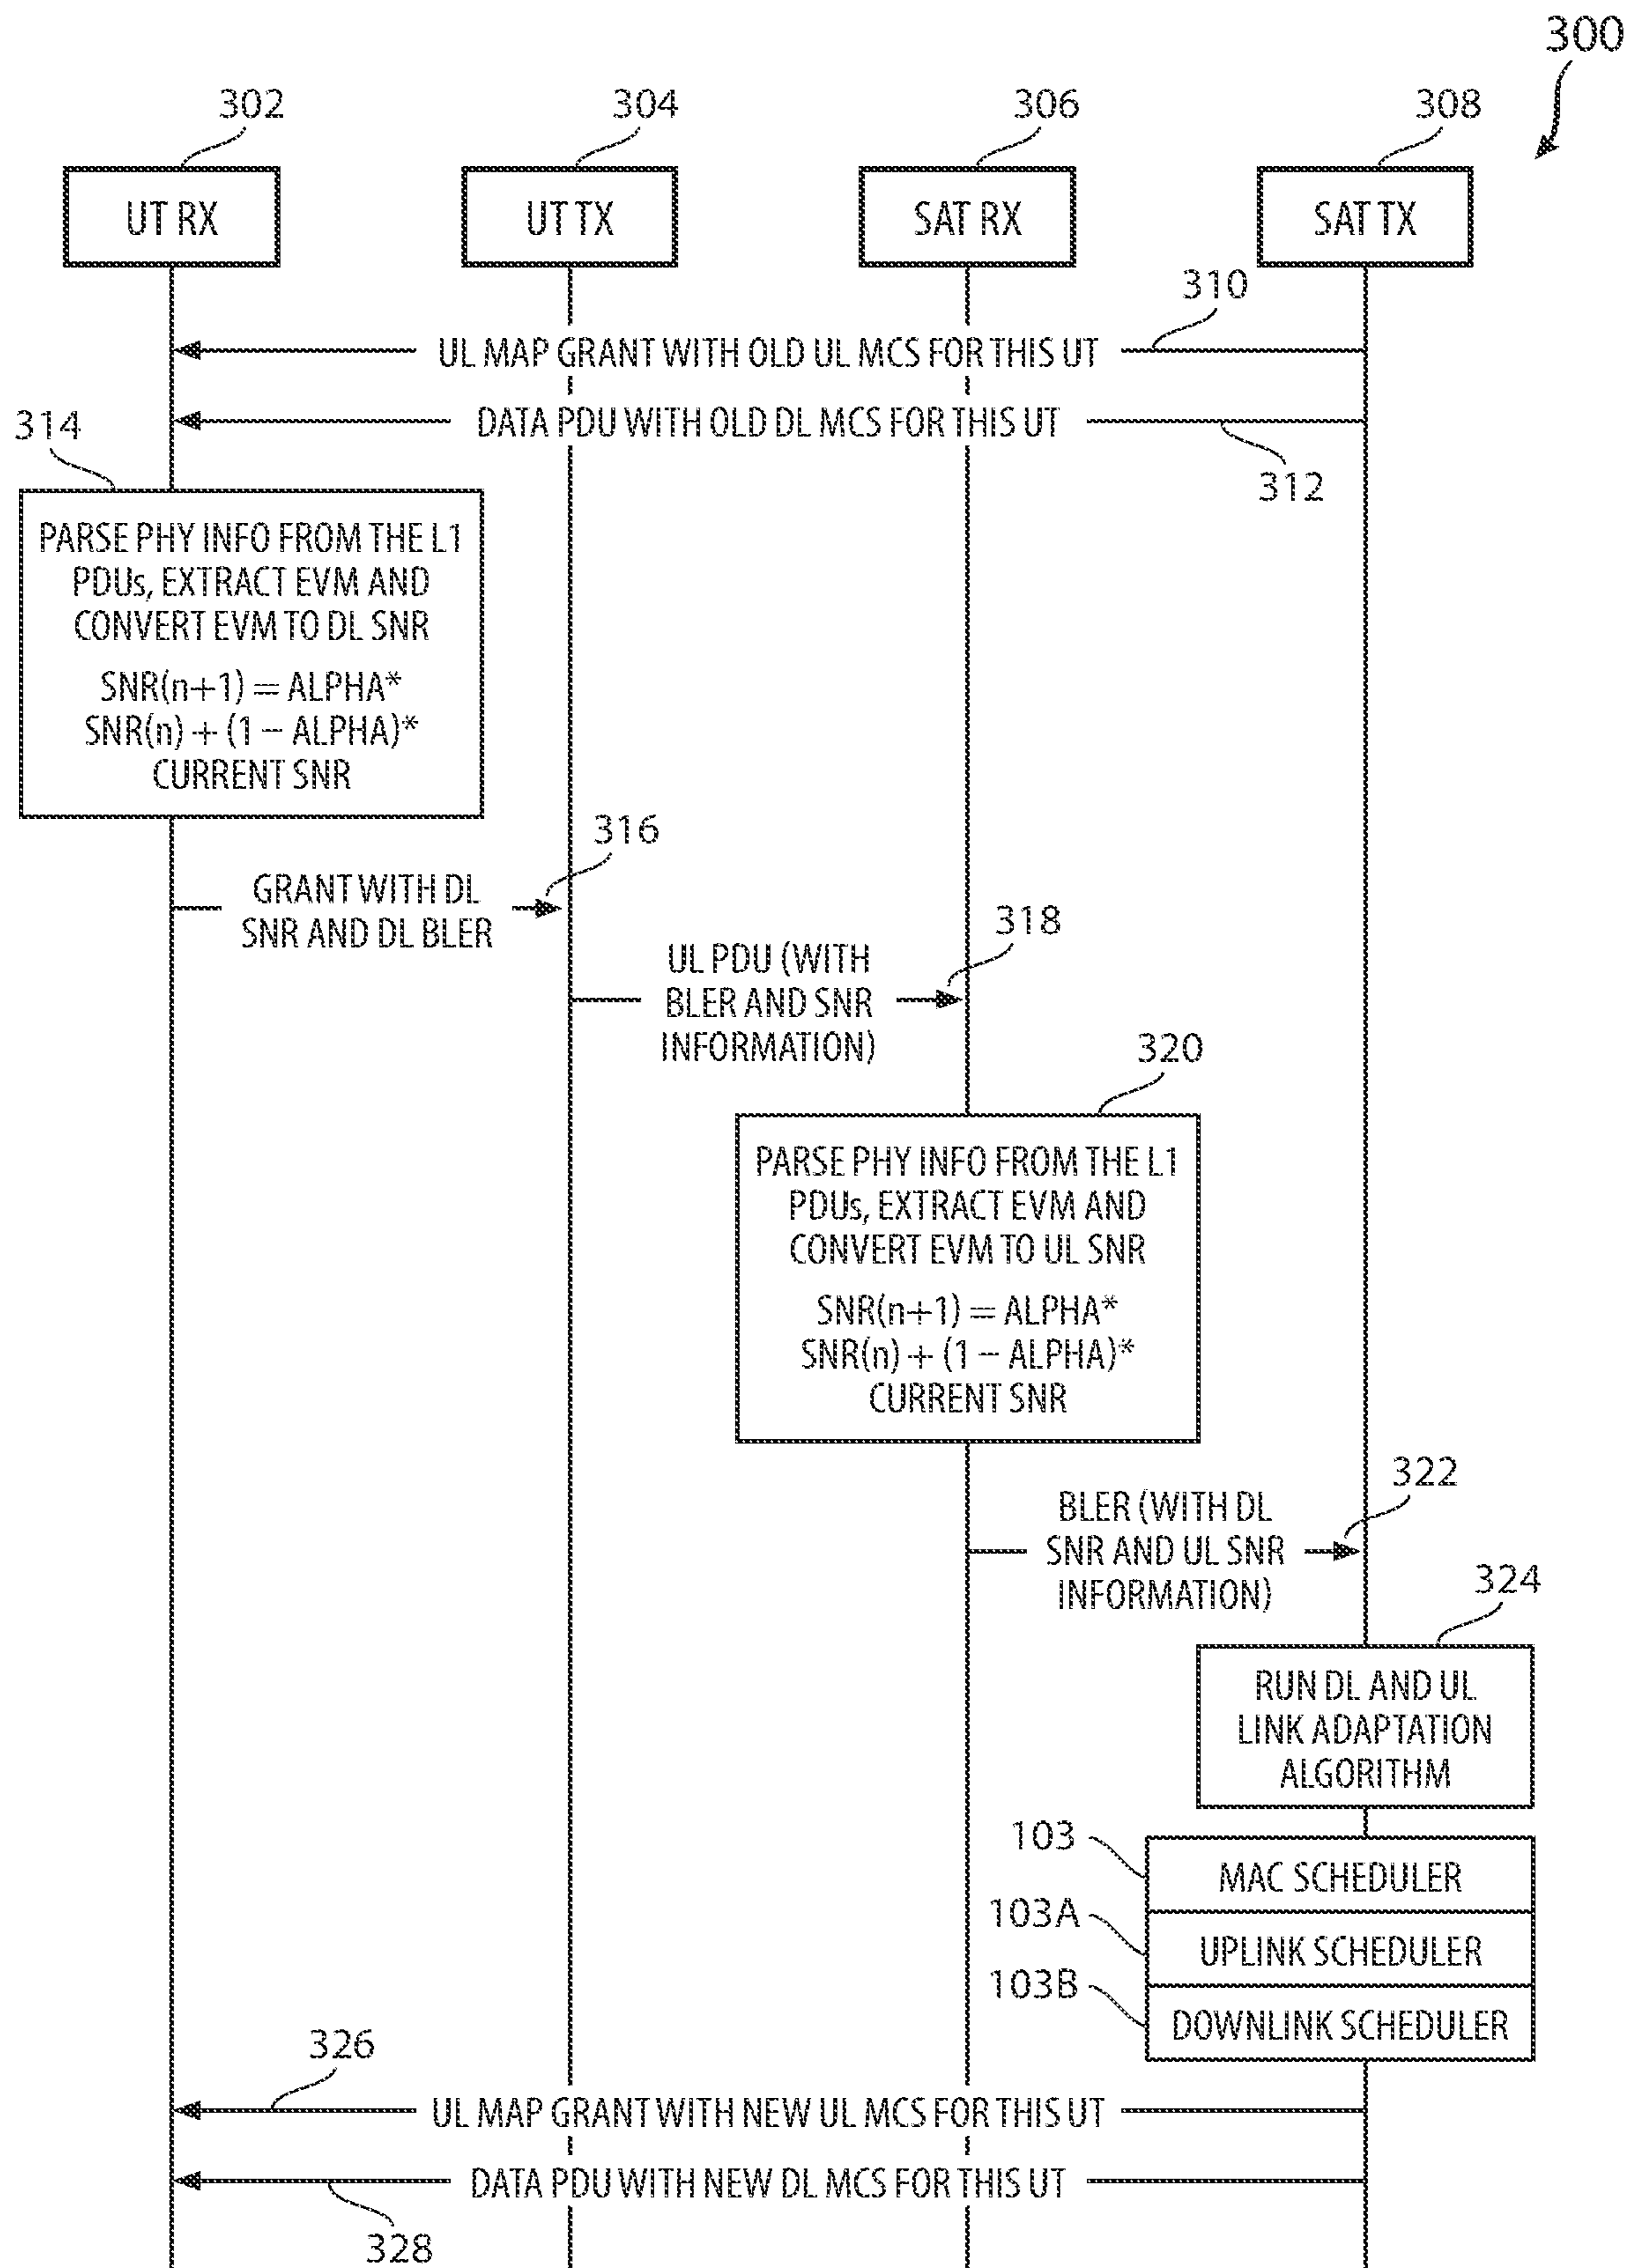 300
302
304
306
308
UT RX
UT TX
SAT RX
SAT TX
310
UL MAP GRANT WITH OLD UL MCS FOR THIS UT
DATA PDU WITH OLD DL MCS FOR THIS UT
312
314
PARSE PHY INFO FROM THE L1
PDUs, EXTRACT EVM AND
CONVERT EVM TO DL SNR
SNR(n+1) = ALPHA*
SNR(n) + (1 – ALPHA)*
CURRENT SNR
316
GRANT WITH DL
SNR AND DL BLER
318
UL PDU (WITH
BLER AND SNR
INFORMATION)
320
PARSE PHY INFO FROM THE L1
PDUs, EXTRACT EVM AND
CONVERT EVM TO UL SNR
SNR(n+1) = ALPHA*
SNR(n) + (1 – ALPHA)*
CURRENT SNR
322
BLER (WITH DL
SNR AND UL SNR
INFORMATION)
324
RUN DL AND UL
LINK ADAPTATION
ALGORITHM
103
MAC SCHEDULER
103A
UPLINK SCHEDULER
103B
DOWNLINK SCHEDULER
326
UL MAP GRANT WITH NEW UL MCS FOR THIS UT
DATA PDU WITH NEW DL MCS FOR THIS UT
328